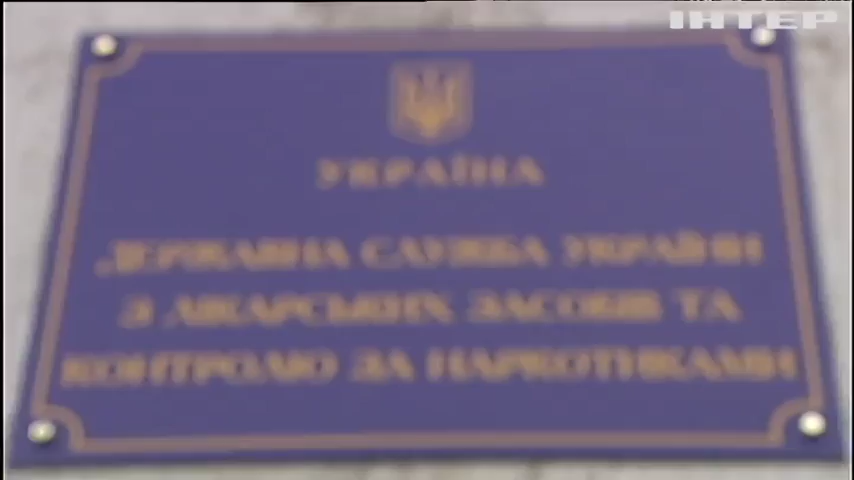 ІНТЕР
УКРАЇНА
ДЕРЖАВНА СЛУЖБА УКРАЇНИ
З ЛІКАРСЬКИХ ЗАСОБІВ ТА
КОНТРОЛЮ ЗА НАРКОТИКАМИ